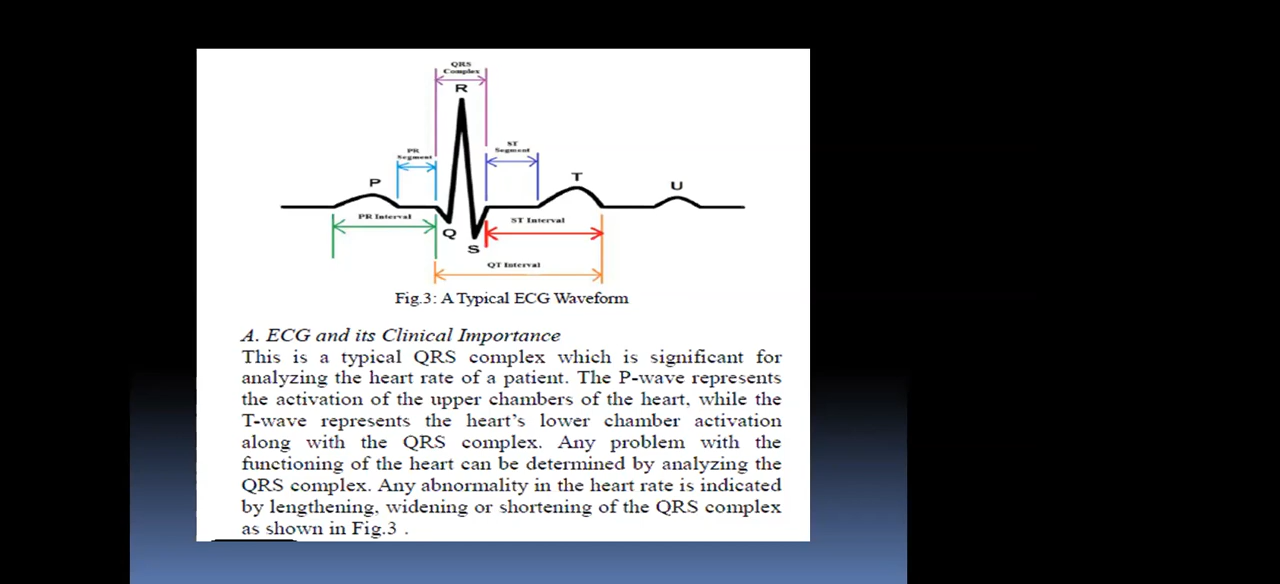 QRS
Complex
R
PR
Segment
ST
Segment
P
T
U
PR Interval
ST Interval
Q
S
QT Interval
Fig.3: A Typical ECG Waveform
A. ECG and its Clinical Importance
This is a typical QRS complex which is significant for
analyzing the heart rate of a patient. The P-wave represents
the activation of the upper chambers of the heart, while the
T-wave represents the heart's lower chamber activation
along with the QRS complex. Any problem with the
functioning of the heart can be determined by analyzing the
QRS complex. Any abnormality in the heart rate is indicated
by lengthening, widening or shortening of the QRS complex
as shown in Fig.3 .